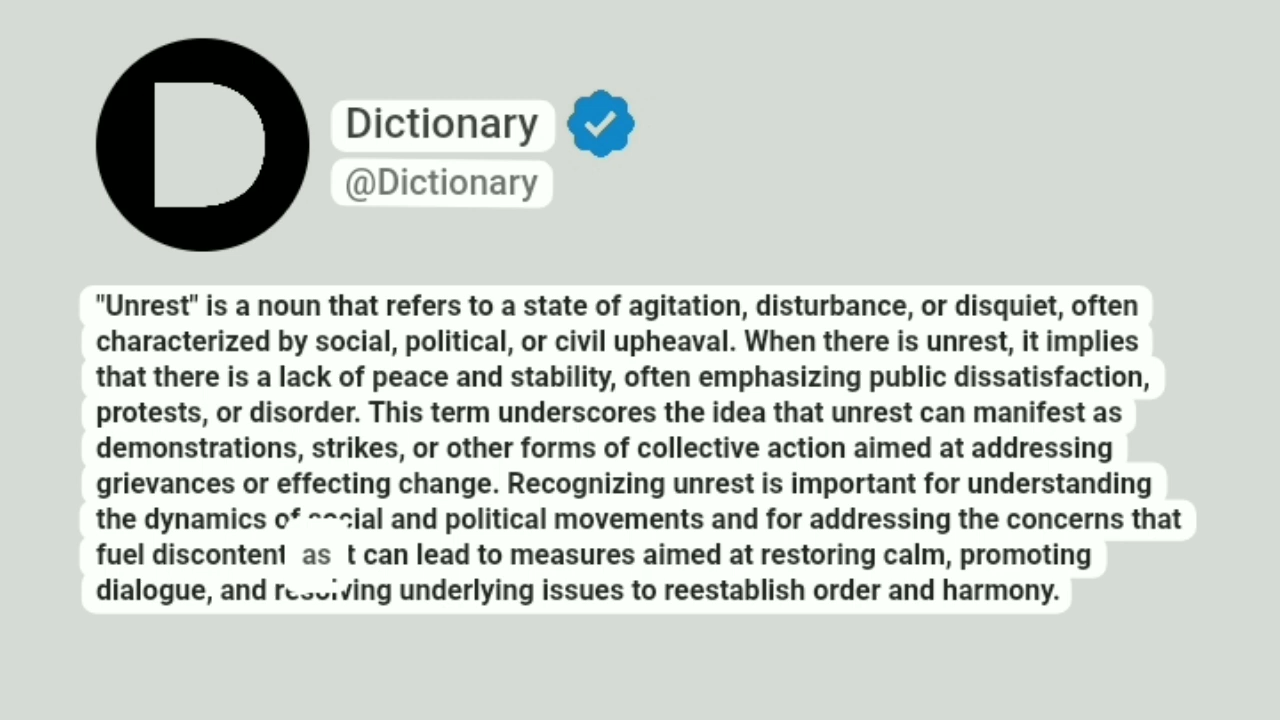 D
Dictionary
@Dictionary
"Unrest" is a noun that refers to a state of agitation, disturbance, or disquiet, often
characterized by social, political, or civil upheaval. When there is unrest, it implies
that there is a lack of peace and stability, often emphasizing public dissatisfaction,
protests, or disorder. This term underscores the idea that unrest can manifest as
demonstrations, strikes, or other forms of collective action aimed at addressing
grievances or effecting change. Recognizing unrest is important for understanding
the dynamics of social and political movements and for addressing the concerns that
fuel discontent as t can lead to measures aimed at restoring calm, promoting
dialogue, and resolving underlying issues to reestablish order and harmony.